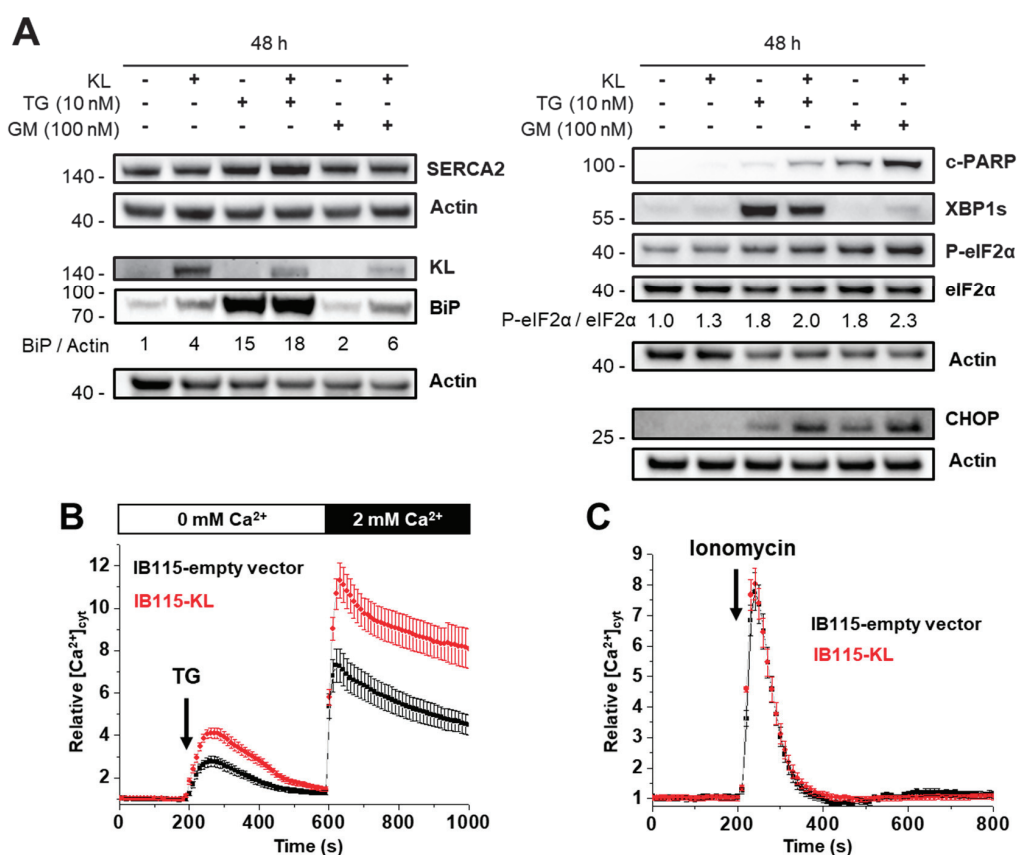 A
48 h
KL - + - + - +
TG (10 nM) - - + + - -
GM (100 nM) - - - - + +
140 - SERCA2
40 - Actin
140 - KL
100 -
70 - BiP
BiP / Actin 1 4 15 18 2 6
40 - Actin
48 h
KL - + - + - +
TG (10 nM) - - + + - -
GM (100 nM) - - - - + +
100 - c-PARP
55 - XBP1s
40 - P-eIF2α
40 - eIF2α
P-eIF2α / eIF2α 1.0 1.3 1.8 2.0 1.8 2.3
40 - Actin
25 - CHOP
Actin
B
0 mM Ca²⁺ 2 mM Ca²⁺
IB115-empty vector
IB115-KL
TG
Relative [Ca²⁺]cyt
12
10
8
6
4
2
0 200 400 600 800 1000
Time (s)
C
Ionomycin
IB115-empty vector
IB115-KL
Relative [Ca²⁺]cyt
9
8
7
6
5
4
3
2
1
0 200 400 600 800
Time (s)